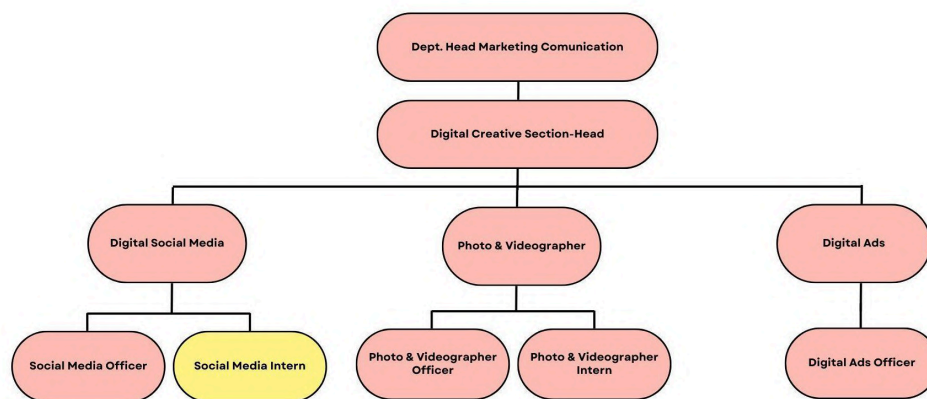 Dept. Head Marketing Comunication
Digital Creative Section-Head
Digital Social Media
Photo & Videographer
Digital Ads
Social Media Officer
Social Media Intern
Photo & Videographer
Officer
Photo & Videographer
Intern
Digital Ads Officer